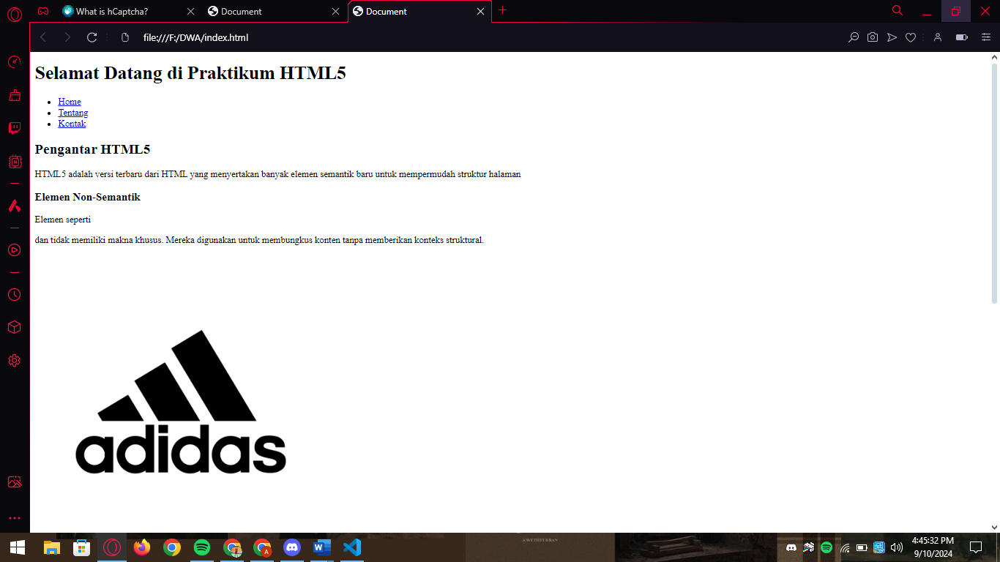 What is hCaptcha?
Document
Document
file:///F:/DWA/index.html
Selamat Datang di Praktikum HTML5
Home
Tentang
Kontak
Pengantar HTML5
HTML5 adalah versi terbaru dari HTML yang menyertakan banyak elemen semantik baru untuk mempermudah struktur halaman
Elemen Non-Semantik
Elemen seperti
dan tidak memiliki makna khusus. Mereka digunakan untuk membungkus konten tanpa memberikan konteks struktural.
adidas
@WETHEURBAN
4:45:32 PM
9/10/2024